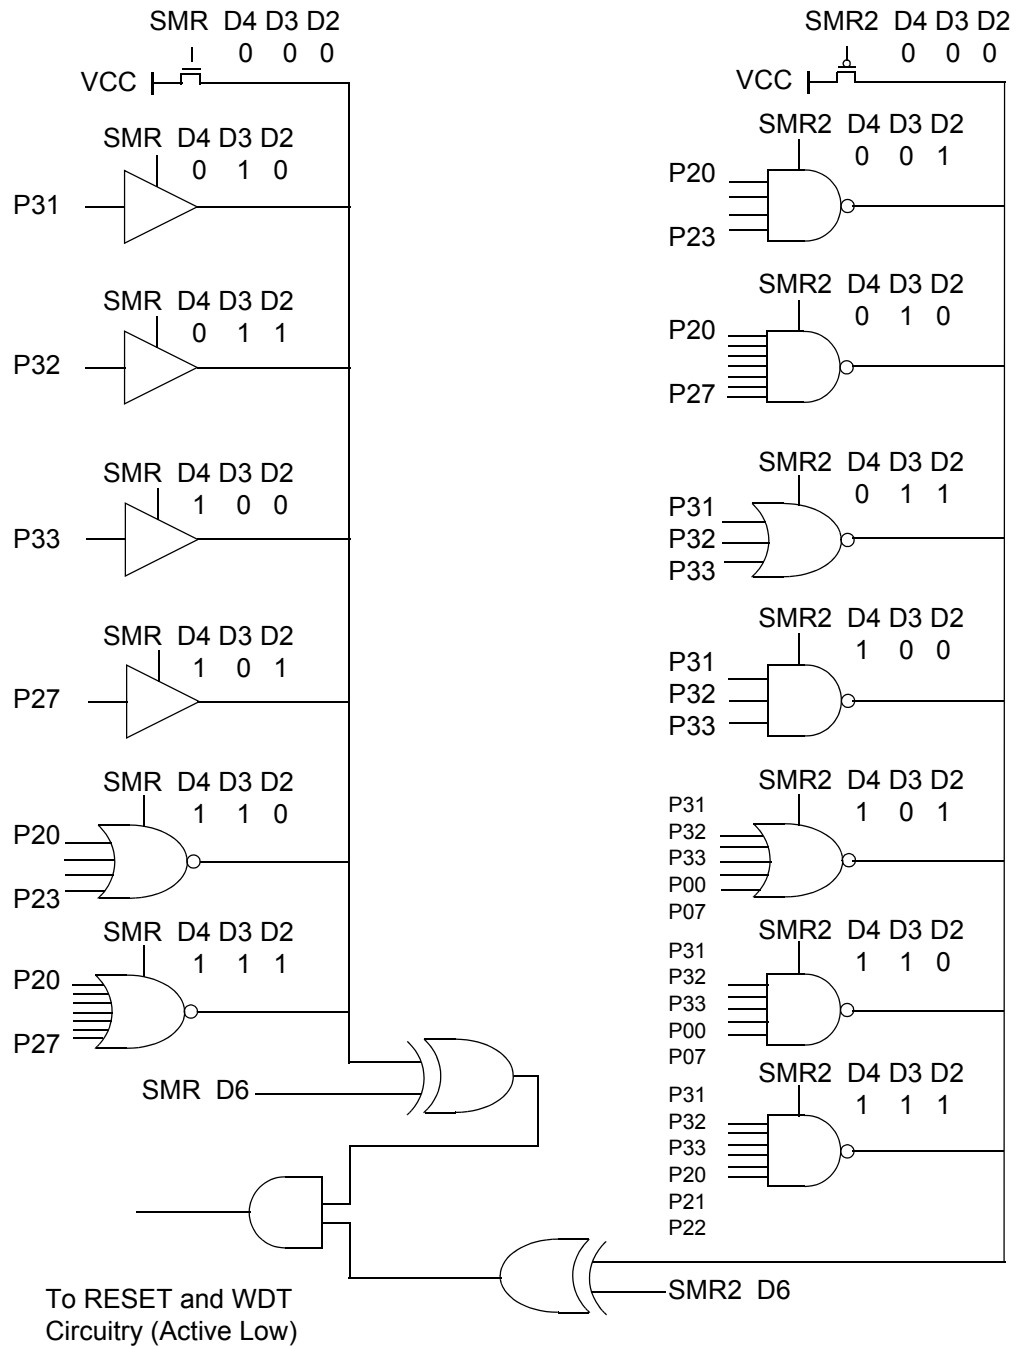 SMR D4 D3 D2
0 0 0
VCC
SMR D4 D3 D2
0 1 0
P31
SMR D4 D3 D2
0 1 1
P32
SMR D4 D3 D2
1 0 0
P33
SMR D4 D3 D2
1 0 1
P27
SMR D4 D3 D2
1 1 0
P20
P23
SMR D4 D3 D2
1 1 1
P20
P27
SMR D6
To RESET and WDT
Circuitry (Active Low)
SMR2 D4 D3 D2
0 0 0
VCC
SMR2 D4 D3 D2
0 0 1
P20
P23
SMR2 D4 D3 D2
0 1 0
P20
P27
SMR2 D4 D3 D2
0 1 1
P31
P32
P33
SMR2 D4 D3 D2
1 0 0
P31
P32
P33
SMR2 D4 D3 D2
1 0 1
P31
P32
P33
P00
P07
SMR2 D4 D3 D2
1 1 0
P31
P32
P33
P00
P07
SMR2 D4 D3 D2
1 1 1
P31
P32
P33
P20
P21
P22
SMR2 D6